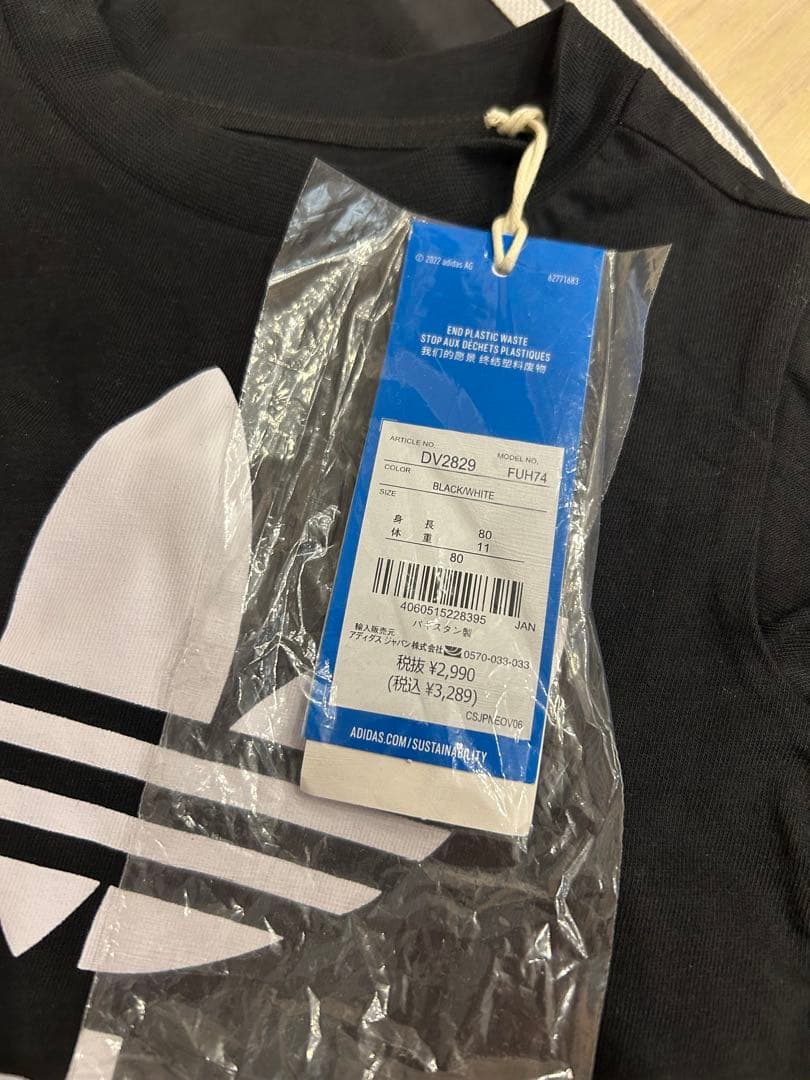 © 2022 adidas AG
62771683
END PLASTIC WASTE
STOP AUX DÉCHETS PLASTIQUES
我们的愿景 终结塑料废物
ARTICLE NO. MODEL NO.
DV2829 FUH74
COLOR
BLACK/WHITE
SIZE
身 長 80
体 重 11
80
4060515228395 JAN
パキスタン製
輸入販売元
アディダス ジャパン株式会社 0570-033-033
税抜 ¥2,990
(税込 ¥3,289)
CSJPNEOV06
ADIDAS.COM/SUSTAINABILITY